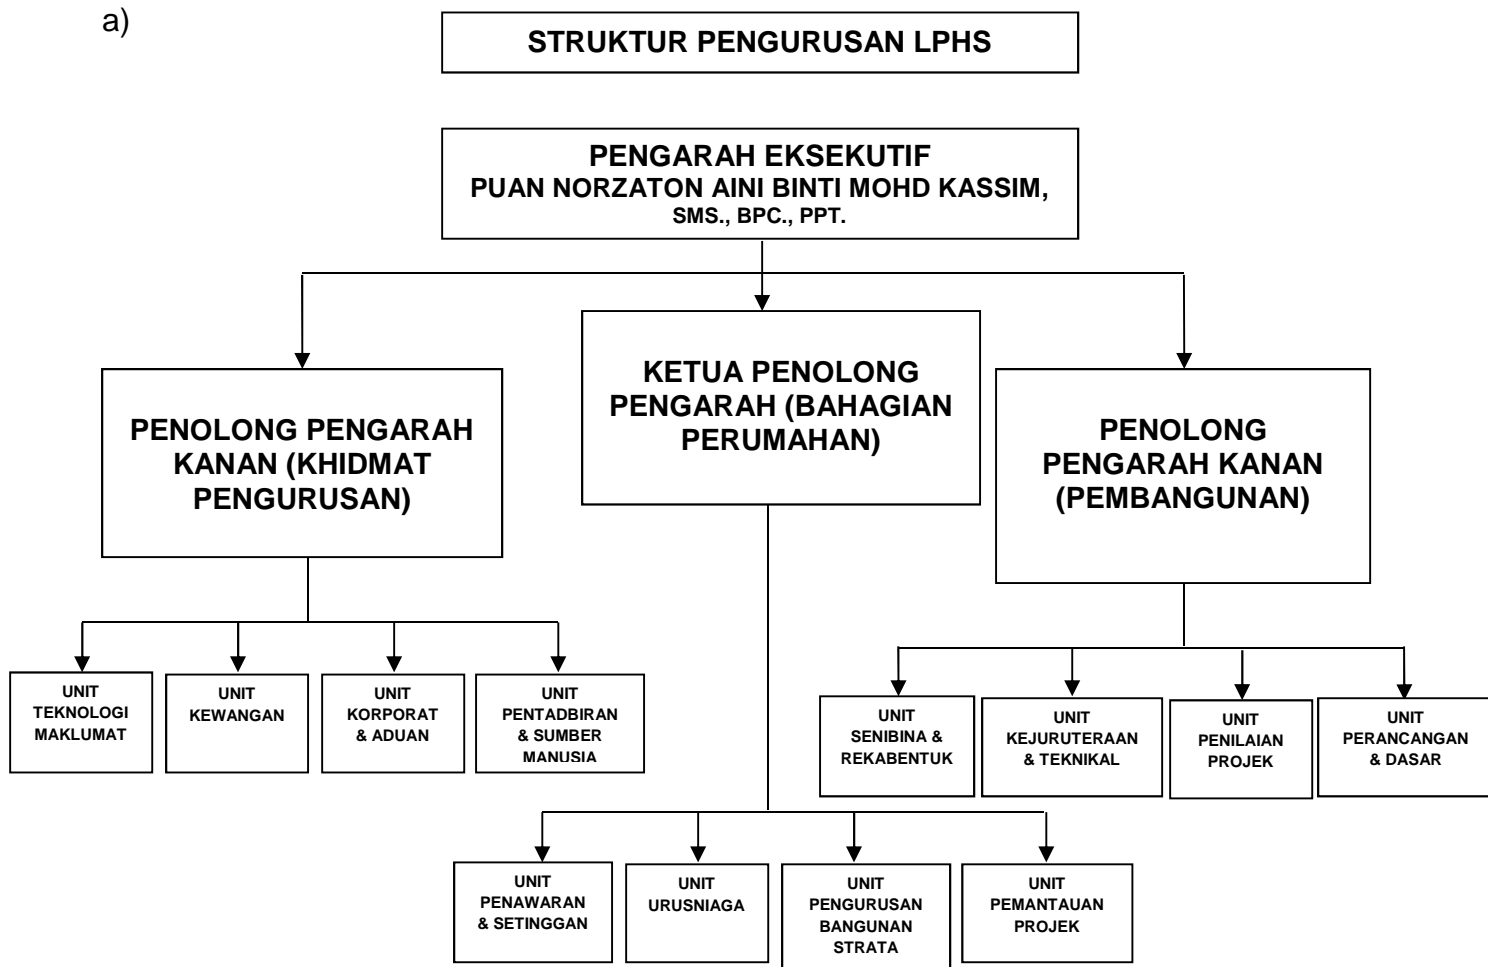 a)
STRUKTUR PENGURUSAN LPHS
PENGARAH EKSEKUTIF
PUAN NORZATON AINI BINTI MOHD KASSIM,
SMS., BPC., PPT.
PENOLONG PENGARAH
KANAN (KHIDMAT
PENGURUSAN)
KETUA PENOLONG
PENGARAH (BAHAGIAN
PERUMAHAN)
PENOLONG
PENGARAH KANAN
(PEMBANGUNAN)
UNIT
TEKNOLOGI
MAKLUMAT
UNIT
KEWANGAN
UNIT
KORPORAT
& ADUAN
UNIT
PENTADBIRAN
& SUMBER
MANUSIA
UNIT
SENIBINA &
REKABENTUK
UNIT
KEJURUTERAAN
& TEKNIKAL
UNIT
PENILAIAN
PROJEK
UNIT
PERANCANGAN
& DASAR
UNIT
PENAWARAN
& SETINGGAN
UNIT
URUSNIAGA
UNIT
PENGURUSAN
BANGUNAN
STRATA
UNIT
PEMANTAUAN
PROJEK